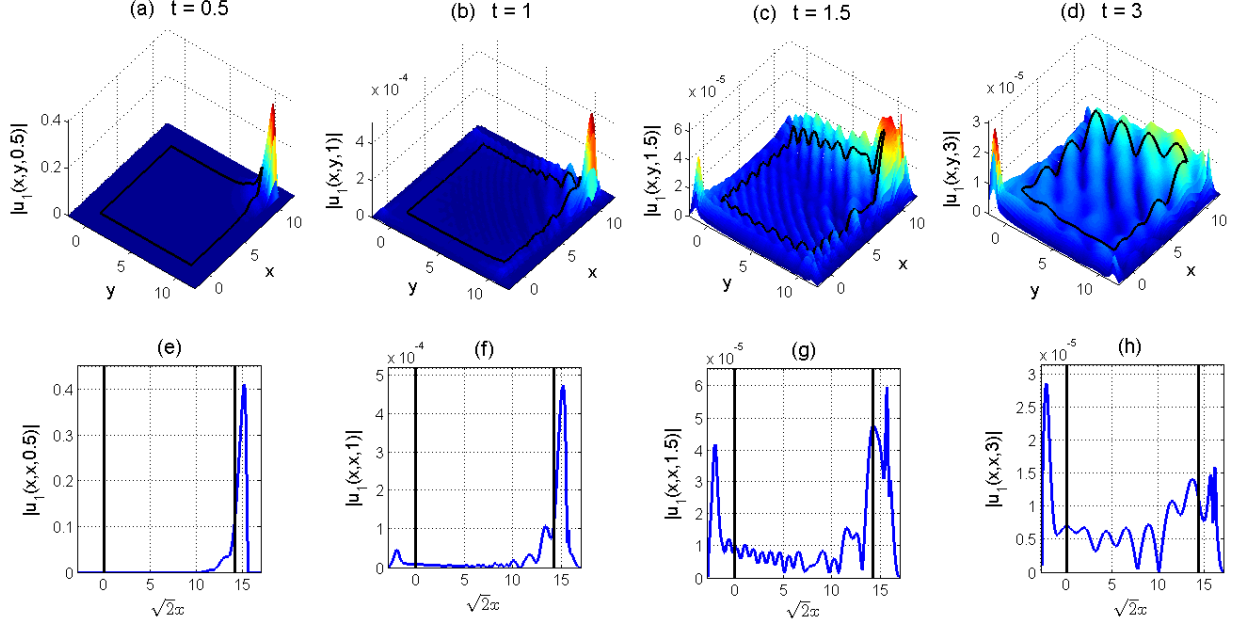 (a) t = 0.5
(b) t = 1
(c) t = 1.5
(d) t = 3
|u₁(x,y,0.5)|
0.4
0.2
0
0
5
10
y
0
5
10
x
|u₁(x,y,1)|
x 10⁻⁴
4
2
0
0
5
10
y
0
5
10
x
|u₁(x,y,1.5)|
x 10⁻⁵
6
4
2
0
0
5
10
y
0
5
10
x
|u₁(x,y,3)|
x 10⁻⁵
3
2
1
0
0
5
10
y
0
5
10
x
(e)
|u₁(x,x,0.5)|
0.4
0.3
0.2
0.1
0
0 5 10 15
√2x
(f)
x 10⁻⁴
|u₁(x,x,1)|
5
4
3
2
1
0
0 5 10 15
√2x
(g)
x 10⁻⁵
|u₁(x,x,1.5)|
6
5
4
3
2
1
0
0 5 10 15
√2x
(h)
x 10⁻⁵
|u₁(x,x,3)|
3
2.5
2
1.5
1
0.5
0
0 5 10 15
√2x